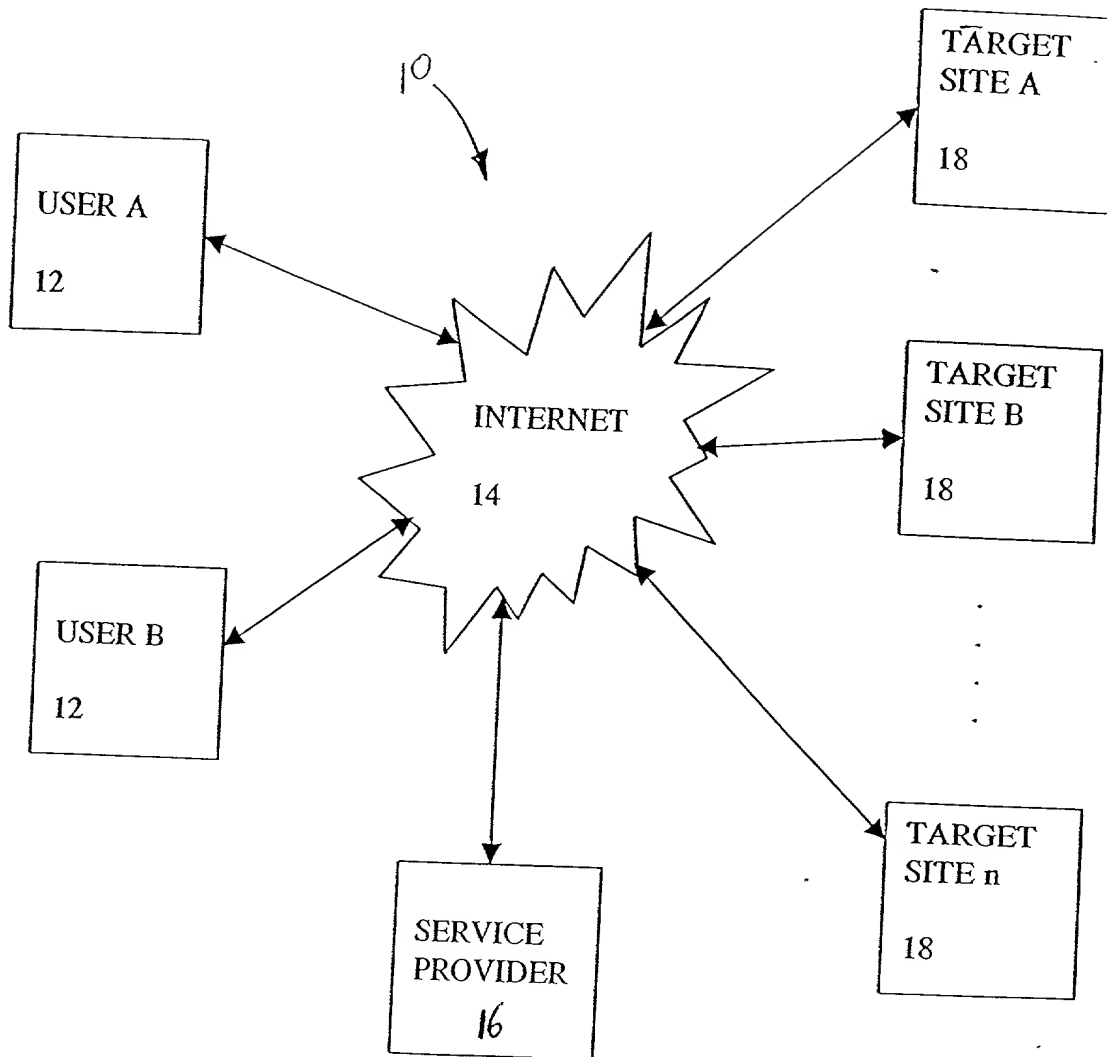 10
TARGET
SITE A
18
USER A
12
TARGET
SITE B
18
INTERNET
14
USER B
12
TARGET
SITE n
18
SERVICE
PROVIDER
16